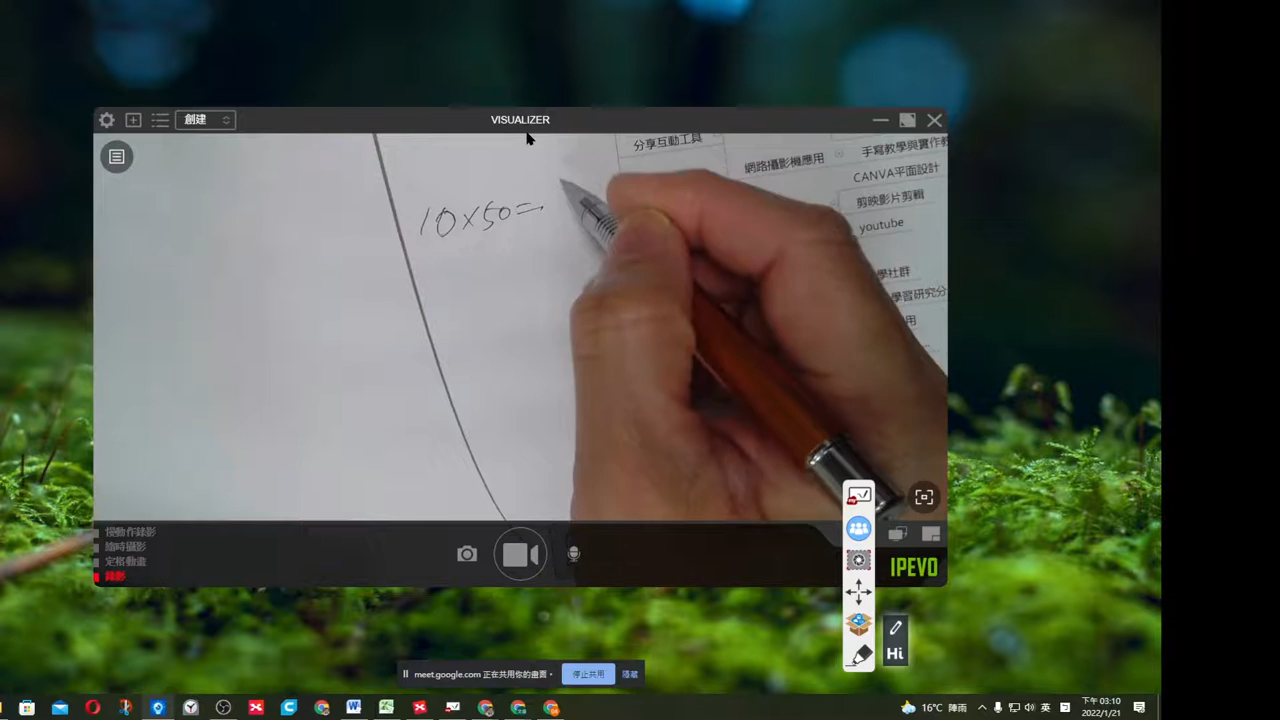 創建
VISUALIZER
分享互動工具
網路攝影機應用
手寫教學與實作教
CANVA平面設計
剪映影片剪輯
youtube
學社群
學習研究分
用
10×50=
慢動作錄影
隨時攝影
定格動畫
錄影
IPEVO
Hi
meet.google.com 正在共用你的畫面。
停止共用
隱藏
16°C 陣雨
英
下午 03:10
2022/1/21